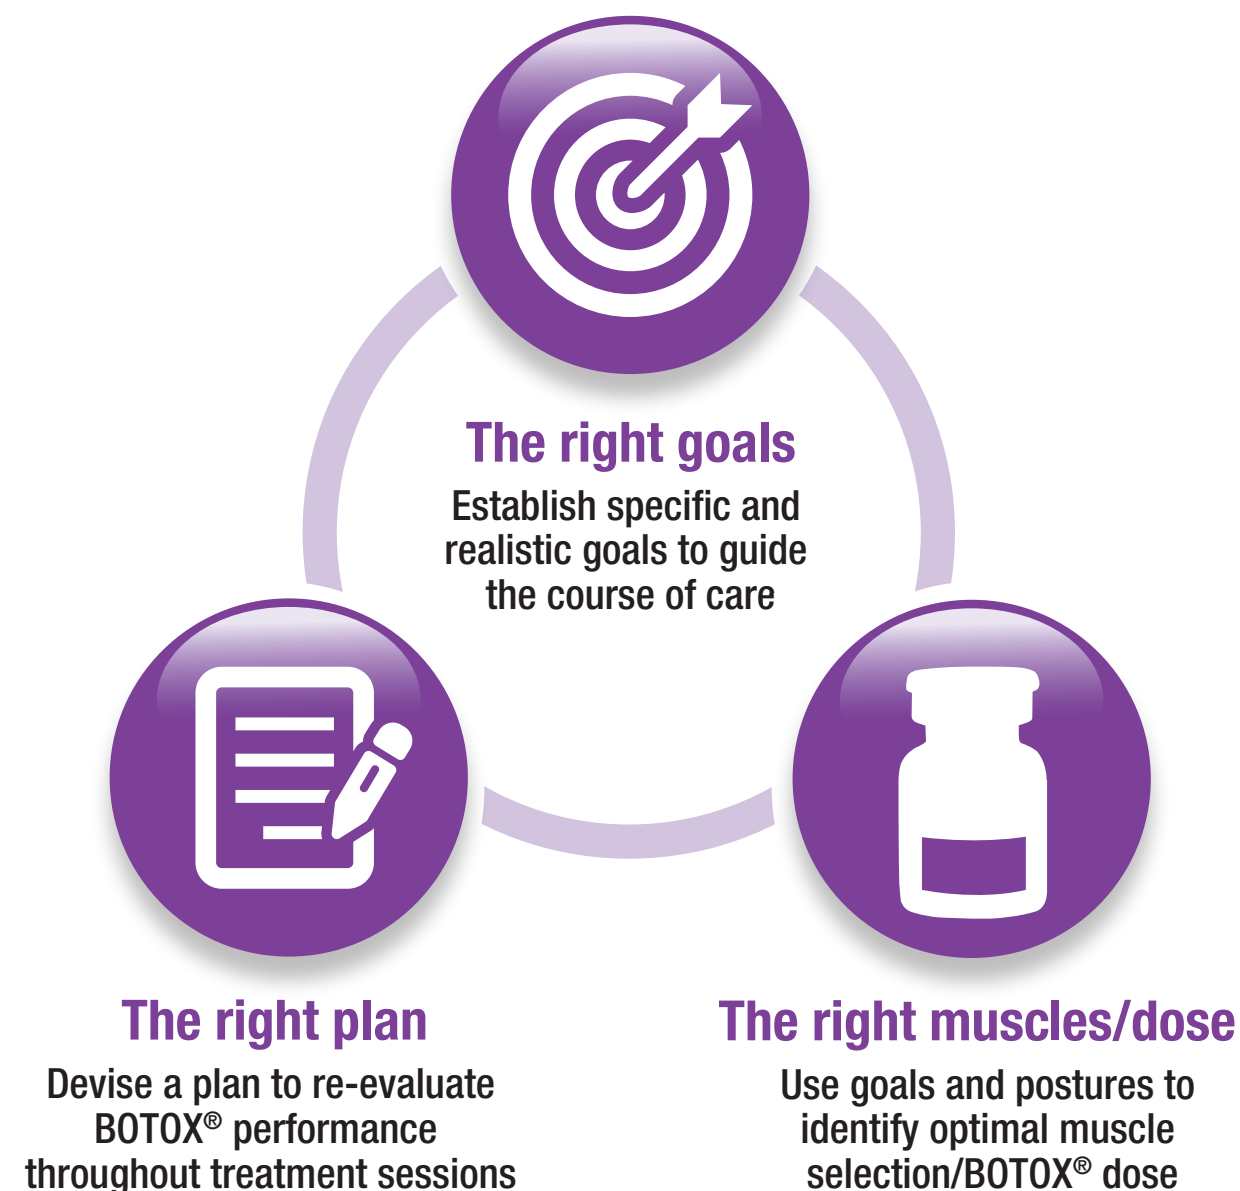 The right goals
Establish specific and
realistic goals to guide
the course of care
The right plan
Devise a plan to re-evaluate
BOTOX® performance
throughout treatment sessions
The right muscles/dose
Use goals and postures to
identify optimal muscle
selection/BOTOX® dose